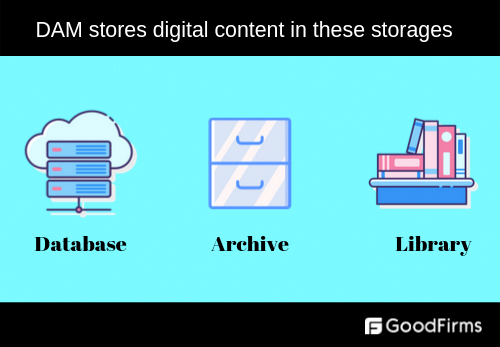 DAM stores digital content in these storages
Database
Archive
Library
GoodFirms